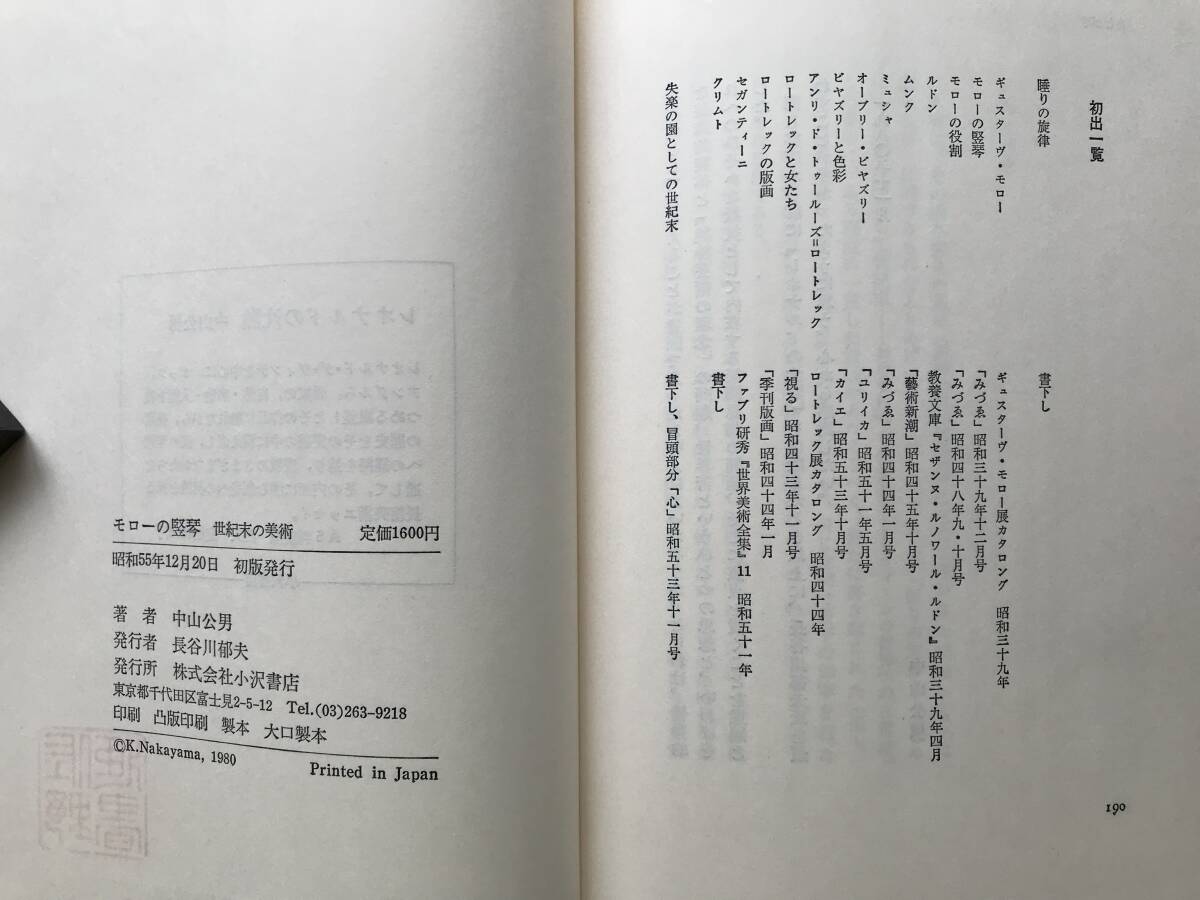 初出一覧
睡りの旋律　書下し
ギュスターヴ・モロー　ギュスターヴ・モロー展カタロング　昭和三十九年
モローの竪琴　「みづゑ」昭和三十九年十二月号
モローの役割　「みづゑ」昭和四十八年九・十月号
ルドン　教養文庫『セザンヌ・ルノワール・ルドン』昭和三十九年四月
ムンク　「藝術新潮」昭和四十五年十月号
ミュシャ　「みづゑ」昭和四十四年一月号
オーブリー・ビヤズリー　「ユリイカ」昭和五十一年五月号
ビヤズリーと色彩　「カイエ」昭和五十三年十月号
アンリ・ド・トゥールーズ=ロートレック　ロートレック展カタロング　昭和四十四年
ロートレックと女たち　「視る」昭和四十三年十一月号
ロートレックの版画　「季刊版画」昭和四十四年一月
セガンティーニ　ファブリ研秀『世界美術全集』11　昭和五十一年
クリムト　書下し
失楽の園としての世紀末　書下し、冒頭部分「心」昭和五十三年十一月号
190
モローの竪琴　世紀末の美術　定価1600円
昭和55年12月20日　初版発行
著者　中山公男
発行者　長谷川郁夫
発行所　株式会社小沢書店
東京都千代田区富士見2-5-12　Tel.(03)263-9218
印刷　凸版印刷　製本　大口製本
©K.Nakayama, 1980
Printed in Japan